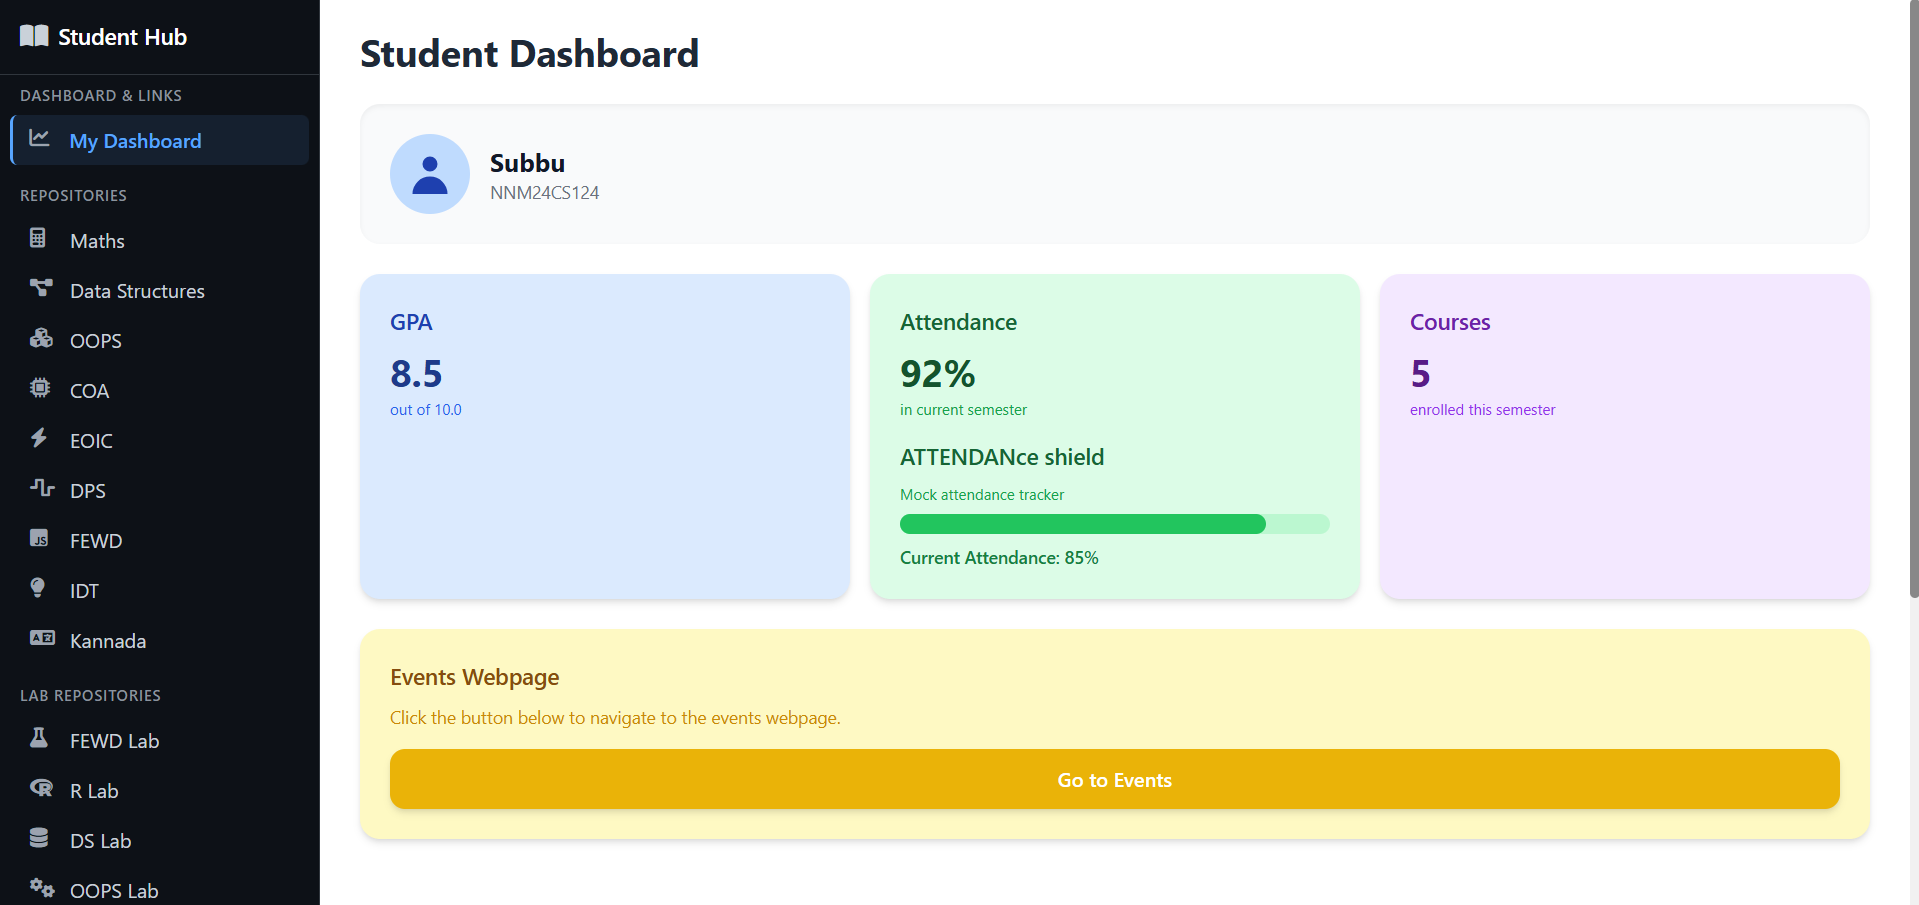 Student Hub
DASHBOARD & LINKS
My Dashboard
REPOSITORIES
Maths
Data Structures
OOPS
COA
EOIC
DPS
JS
FEWD
IDT
Kannada
LAB REPOSITORIES
FEWD Lab
R Lab
DS Lab
OOPS Lab
Student Dashboard
Subbu
NNM24CS124
GPA
8.5
out of 10.0
Attendance
92%
in current semester
ATTENDANce shield
Mock attendance tracker
Current Attendance: 85%
Courses
5
enrolled this semester
Events Webpage
Click the button below to navigate to the events webpage.
Go to Events